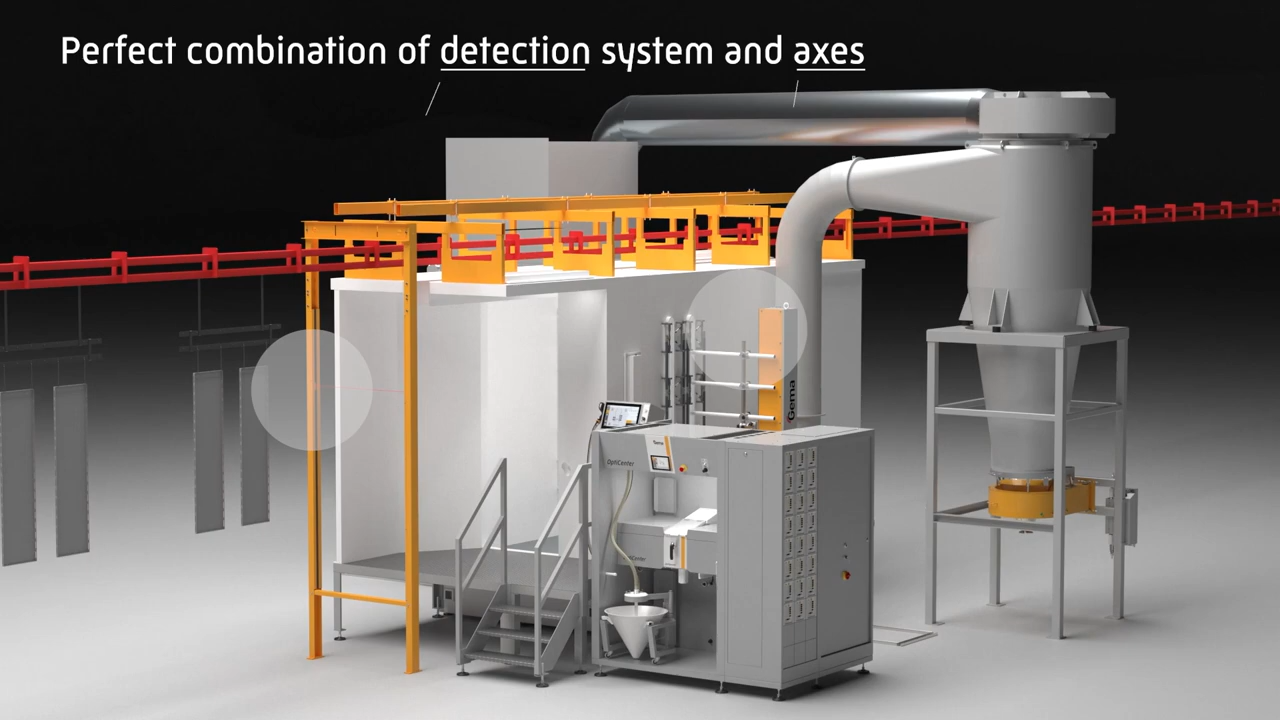 Perfect combination of detection system and axes
Gema
OptiCenter